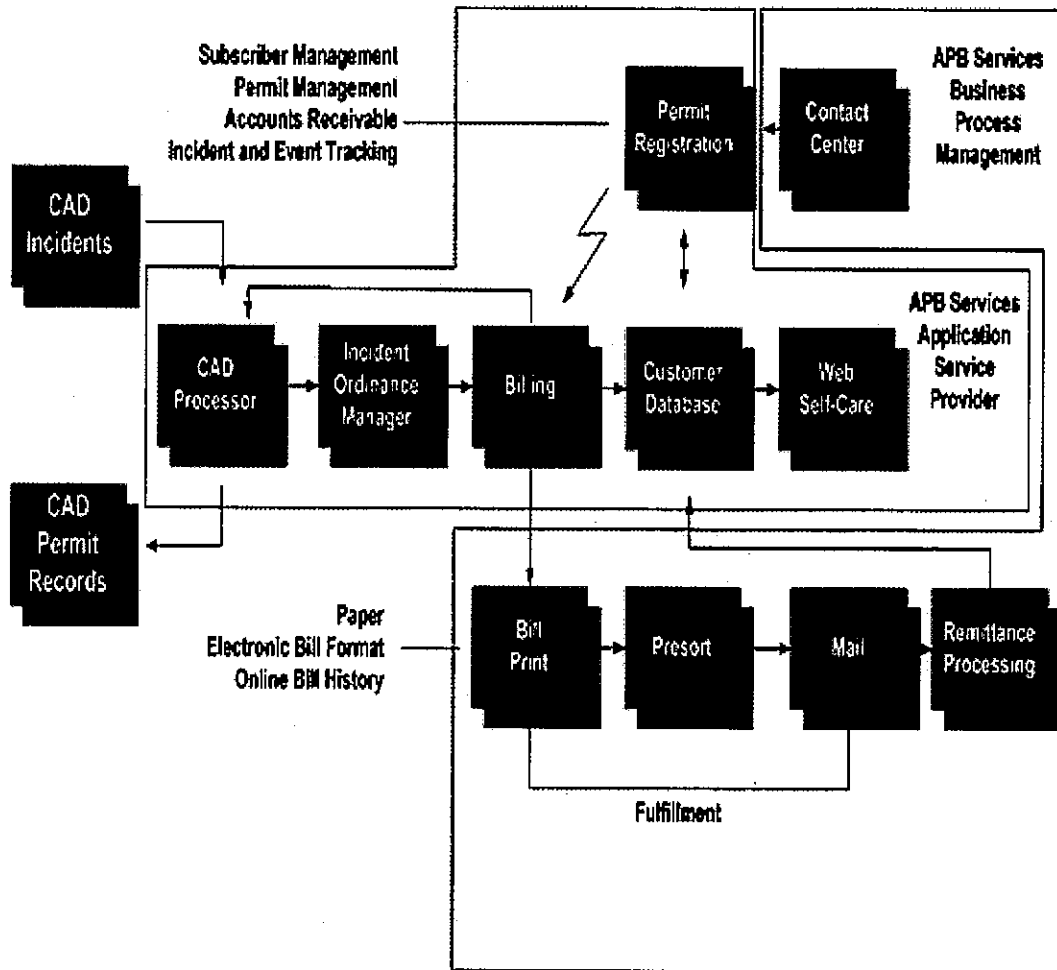 Subscriber Management
Permit Management
Accounts Receivable
Incident and Event Tracking
Permit
Registration
Contact
Center
APB Services
Business
Process
Management
CAD
Incidents
CAD
Processor
Incident
Ordinance
Manager
Billing
Customer
Database
Web
Self-Care
APB Services
Application
Service
Provider
CAD
Permit
Records
Paper
Electronic Bill Format
Online Bill History
Bill
Print
Presort
Mail
Remittance
Processing
Fulfillment